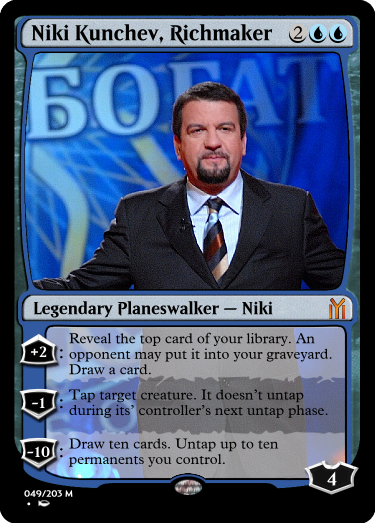 Niki Kunchev, Richmaker 2
БОГАТ
Legendary Planeswalker — Niki
+2: Reveal the top card of your library. An
opponent may put it into your graveyard.
Draw a card.
-1: Tap target creature. It doesn't untap
during its' controller's next untap phase.
-10: Draw ten cards. Untap up to ten
permanents you control.
4
049/203 M